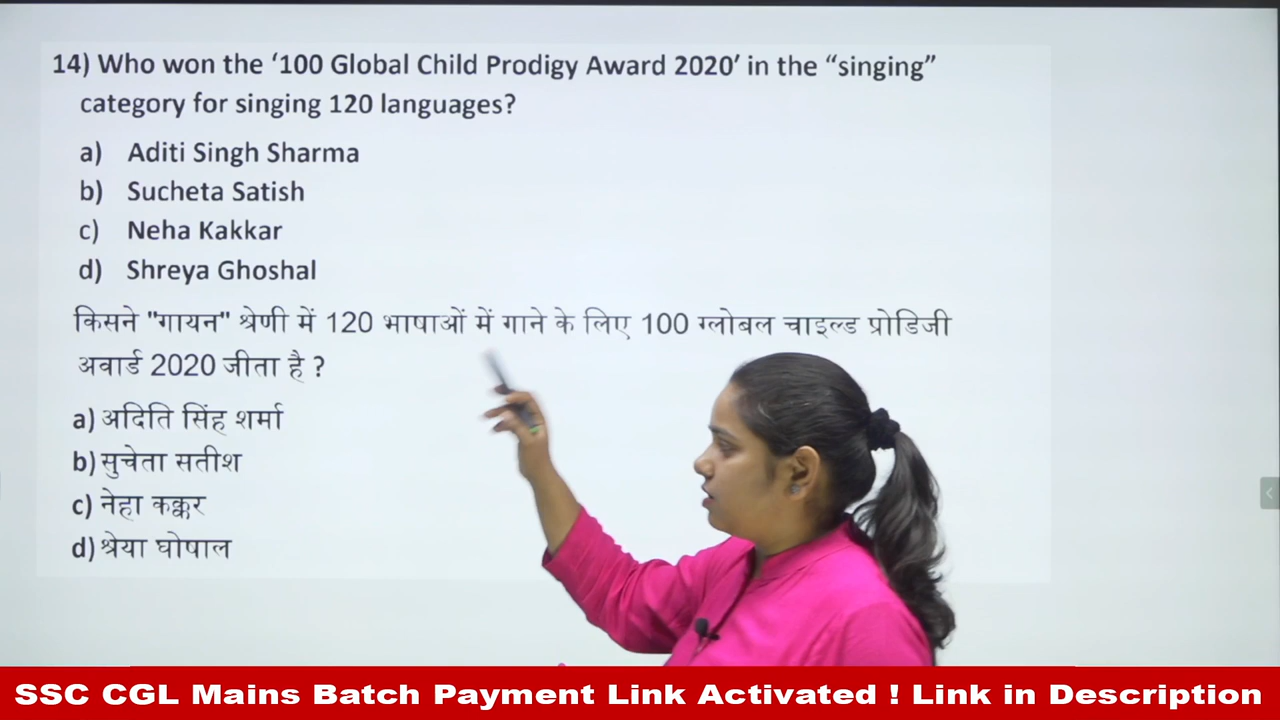 14) Who won the ‘100 Global Child Prodigy Award 2020’ in the “singing”
category for singing 120 languages?
a) Aditi Singh Sharma
b) Sucheta Satish
c) Neha Kakkar
d) Shreya Ghoshal
किसने "गायन" श्रेणी में 120 भाषाओं में गाने के लिए 100 ग्लोबल चाइल्ड प्रोडिजी
अवार्ड 2020 जीता है ?
a) अदिति सिंह शर्मा
b) सुचेता सतीश
c) नेहा कक्कर
d) श्रेया घोषाल
SSC CGL Mains Batch Payment Link Activated ! Link in Description